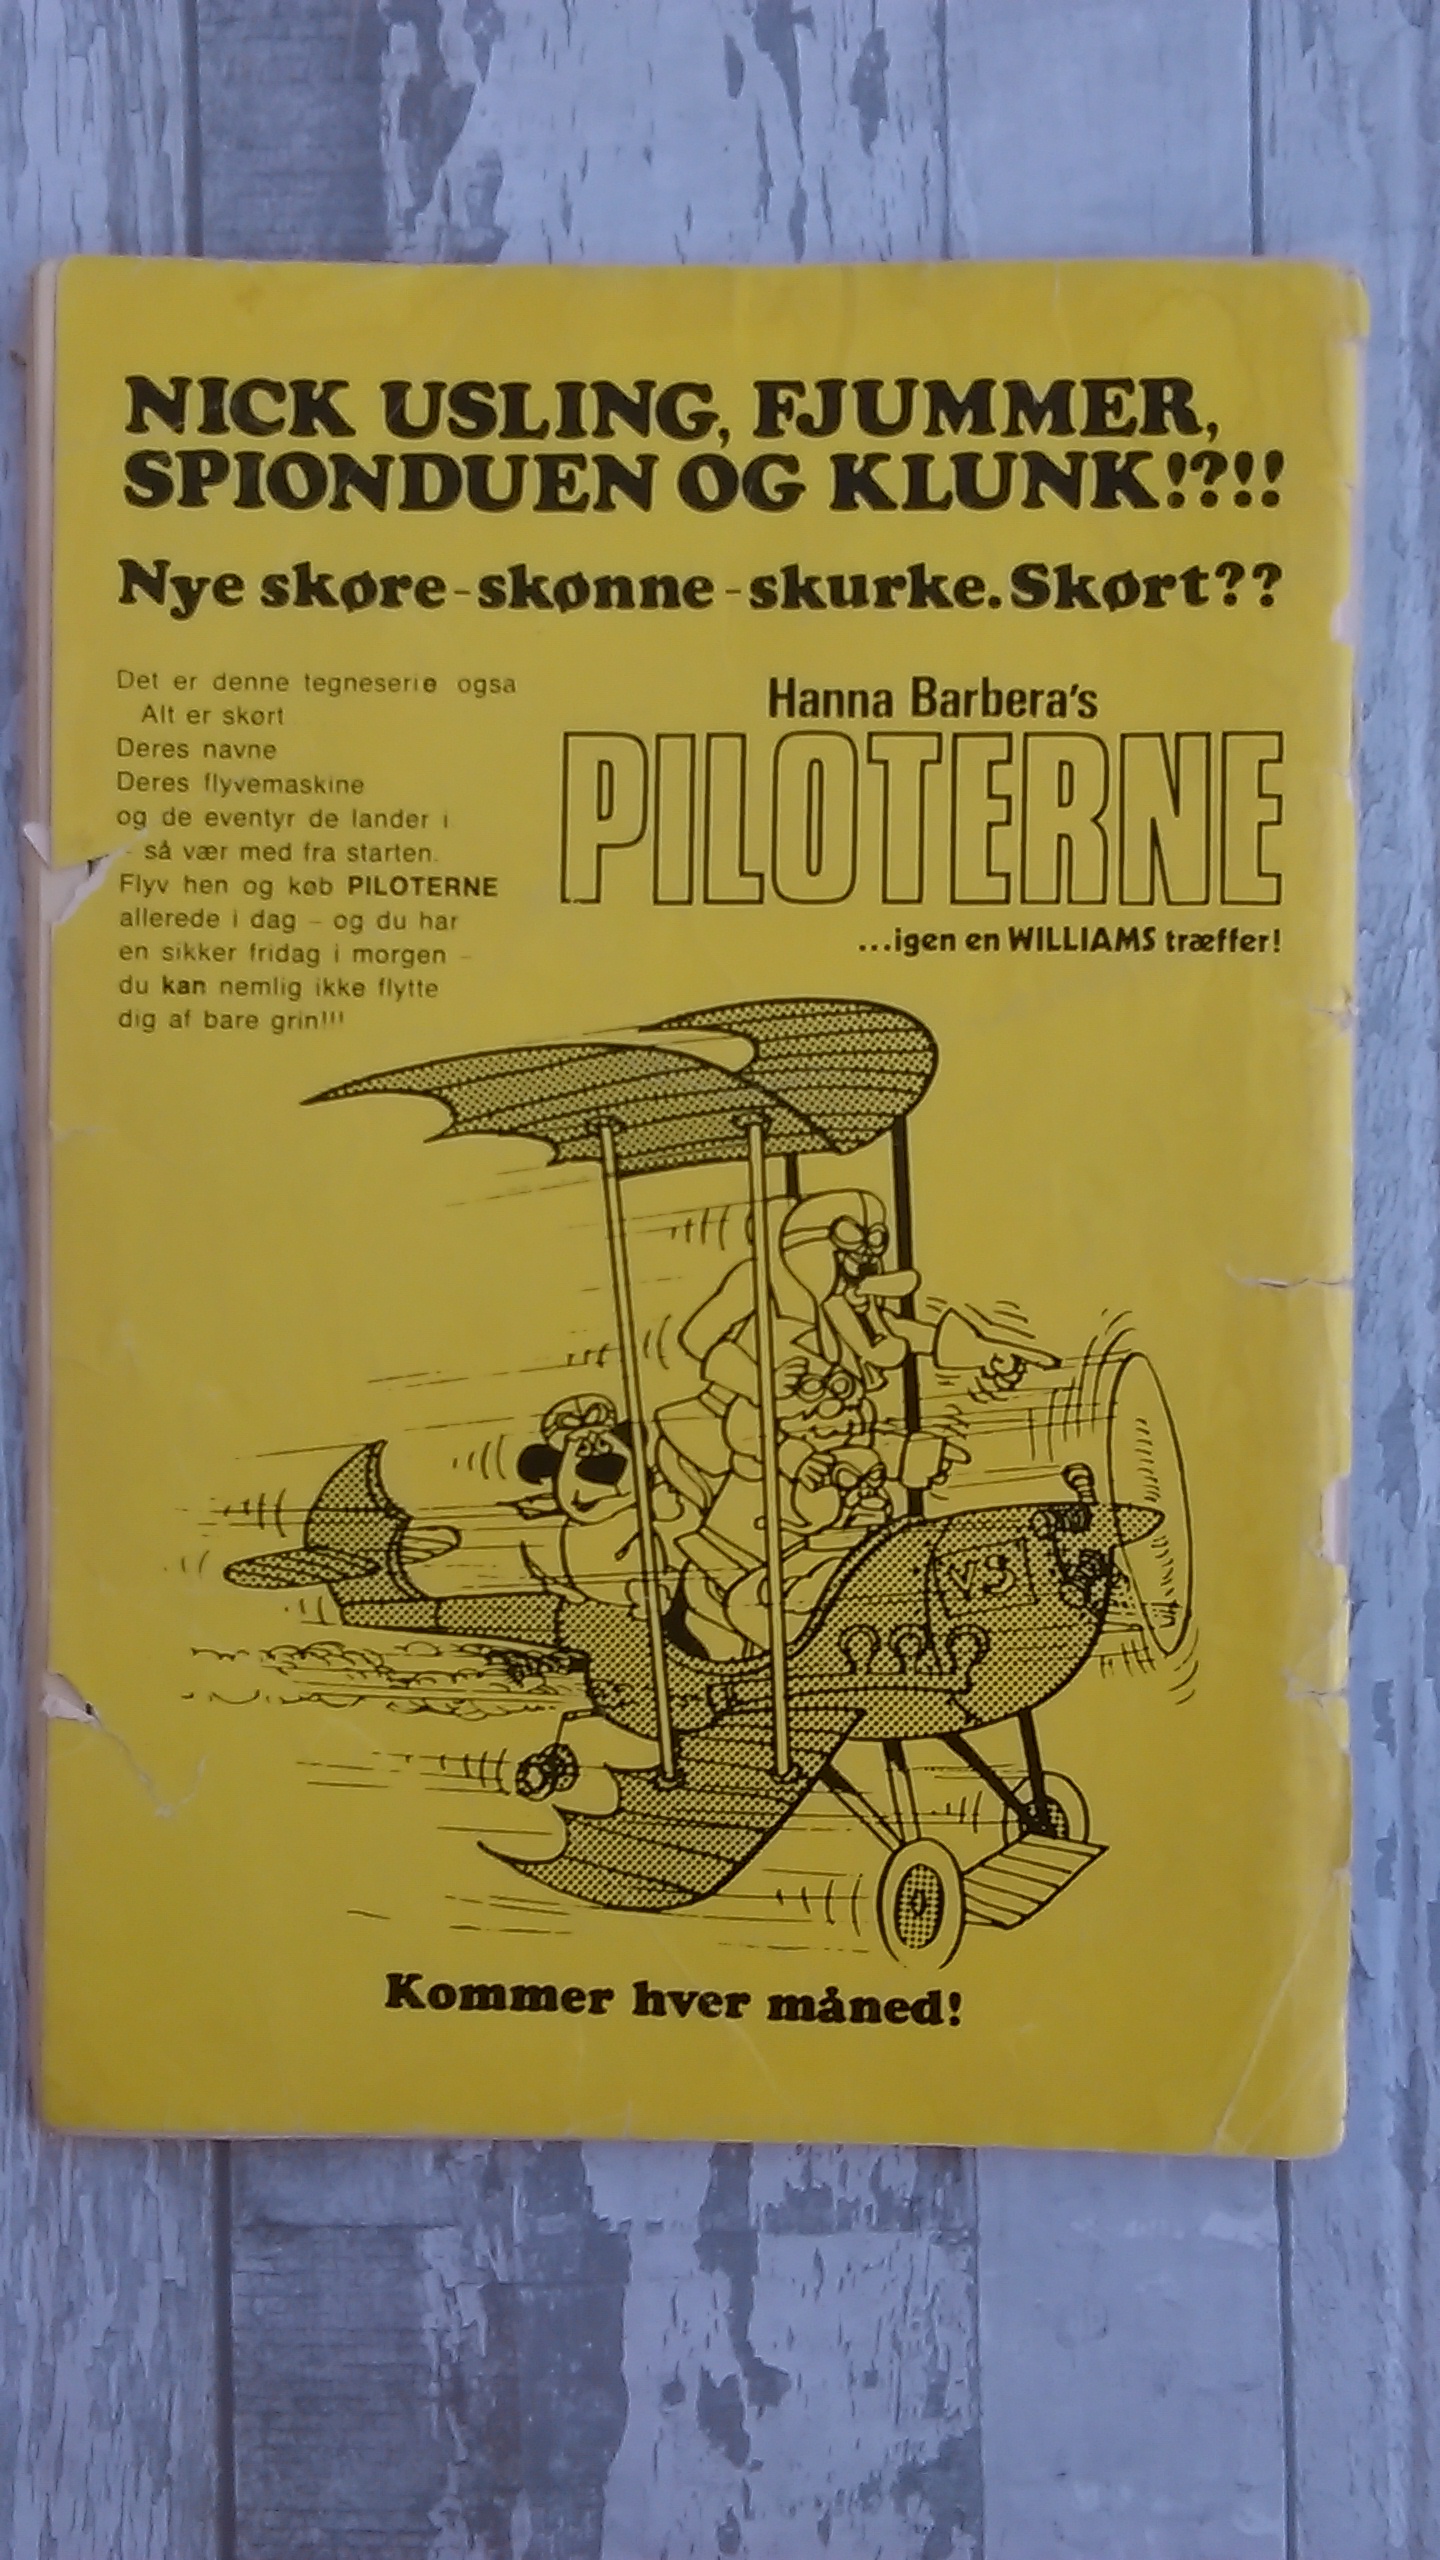 NICK USLING, FJUMMER,
SPIONDUEN OG KLUNK!?!!
Nye skøre-skønne-skurke. Skørt??
Det er denne tegneserie ogsa
Alt er skørt
Deres navne
Deres flyvemaskine
og de eventyr de lander i
- så vær med fra starten.
Flyv hen og køb PILOTERNE
allerede i dag - og du har
en sikker fridag i morgen -
du kan nemlig ikke flytte
dig af bare grin!!!
Hanna Barbera's
PILOTERNE
...igen en WILLIAMS træffer!
Kommer hver måned!